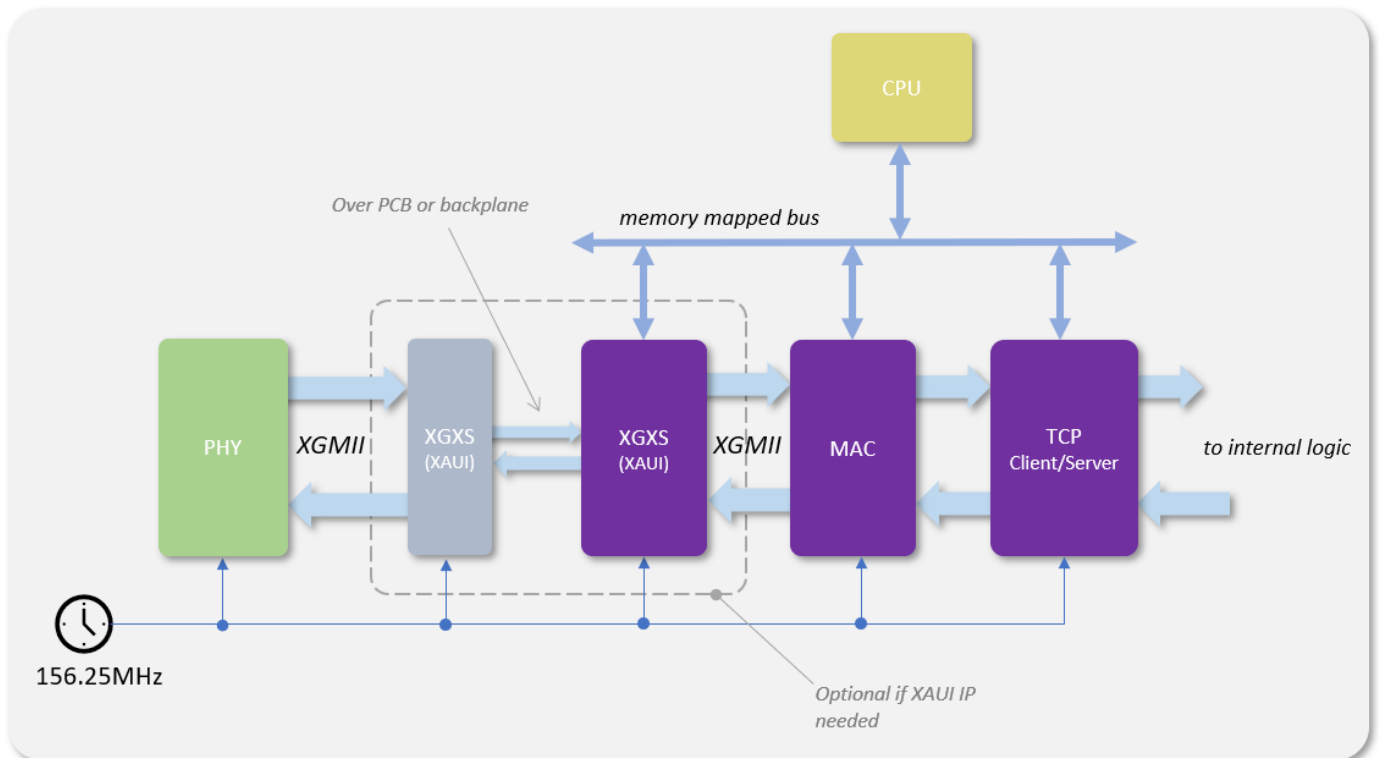 CPU
Over PCB or backplane
memory mapped bus
PHY
XGMII
XGXS
(XAUI)
XGXS
(XAUI)
XGMII
MAC
TCP
Client/Server
to internal logic
156.25MHz
Optional if XAUI IP
needed